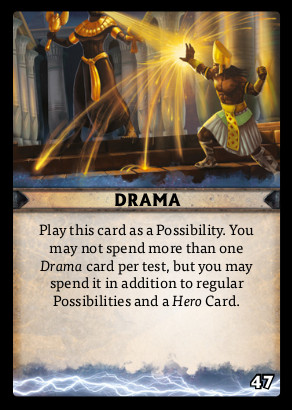 DRAMA
Play this card as a Possibility. You
may not spend more than one
Drama card per test, but you may
spend it in addition to regular
Possibilities and a Hero Card.
47